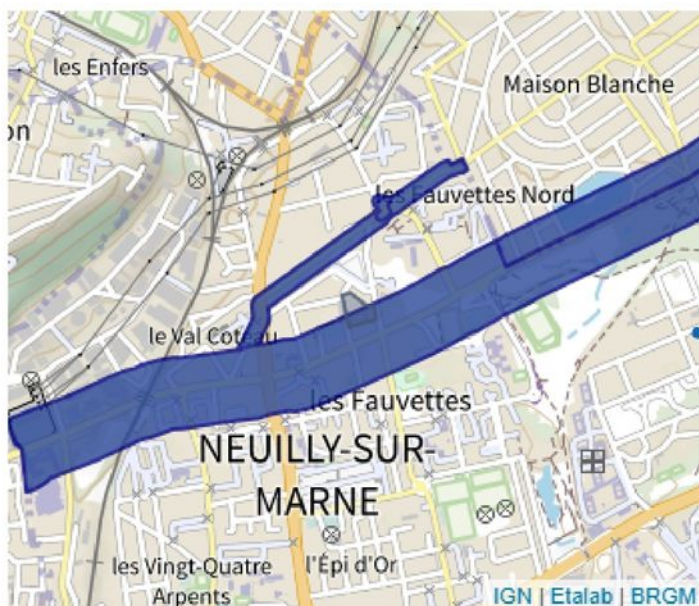 les Enfers
Maison Blanche
on
les Fauvettes Nord
le Val Coteau
les Fauvettes
NEUILLY-SUR-
MARNE
les Vingt-Quatre
Arpents
l'Épi d'Or
IGN | Etalab | BRGM